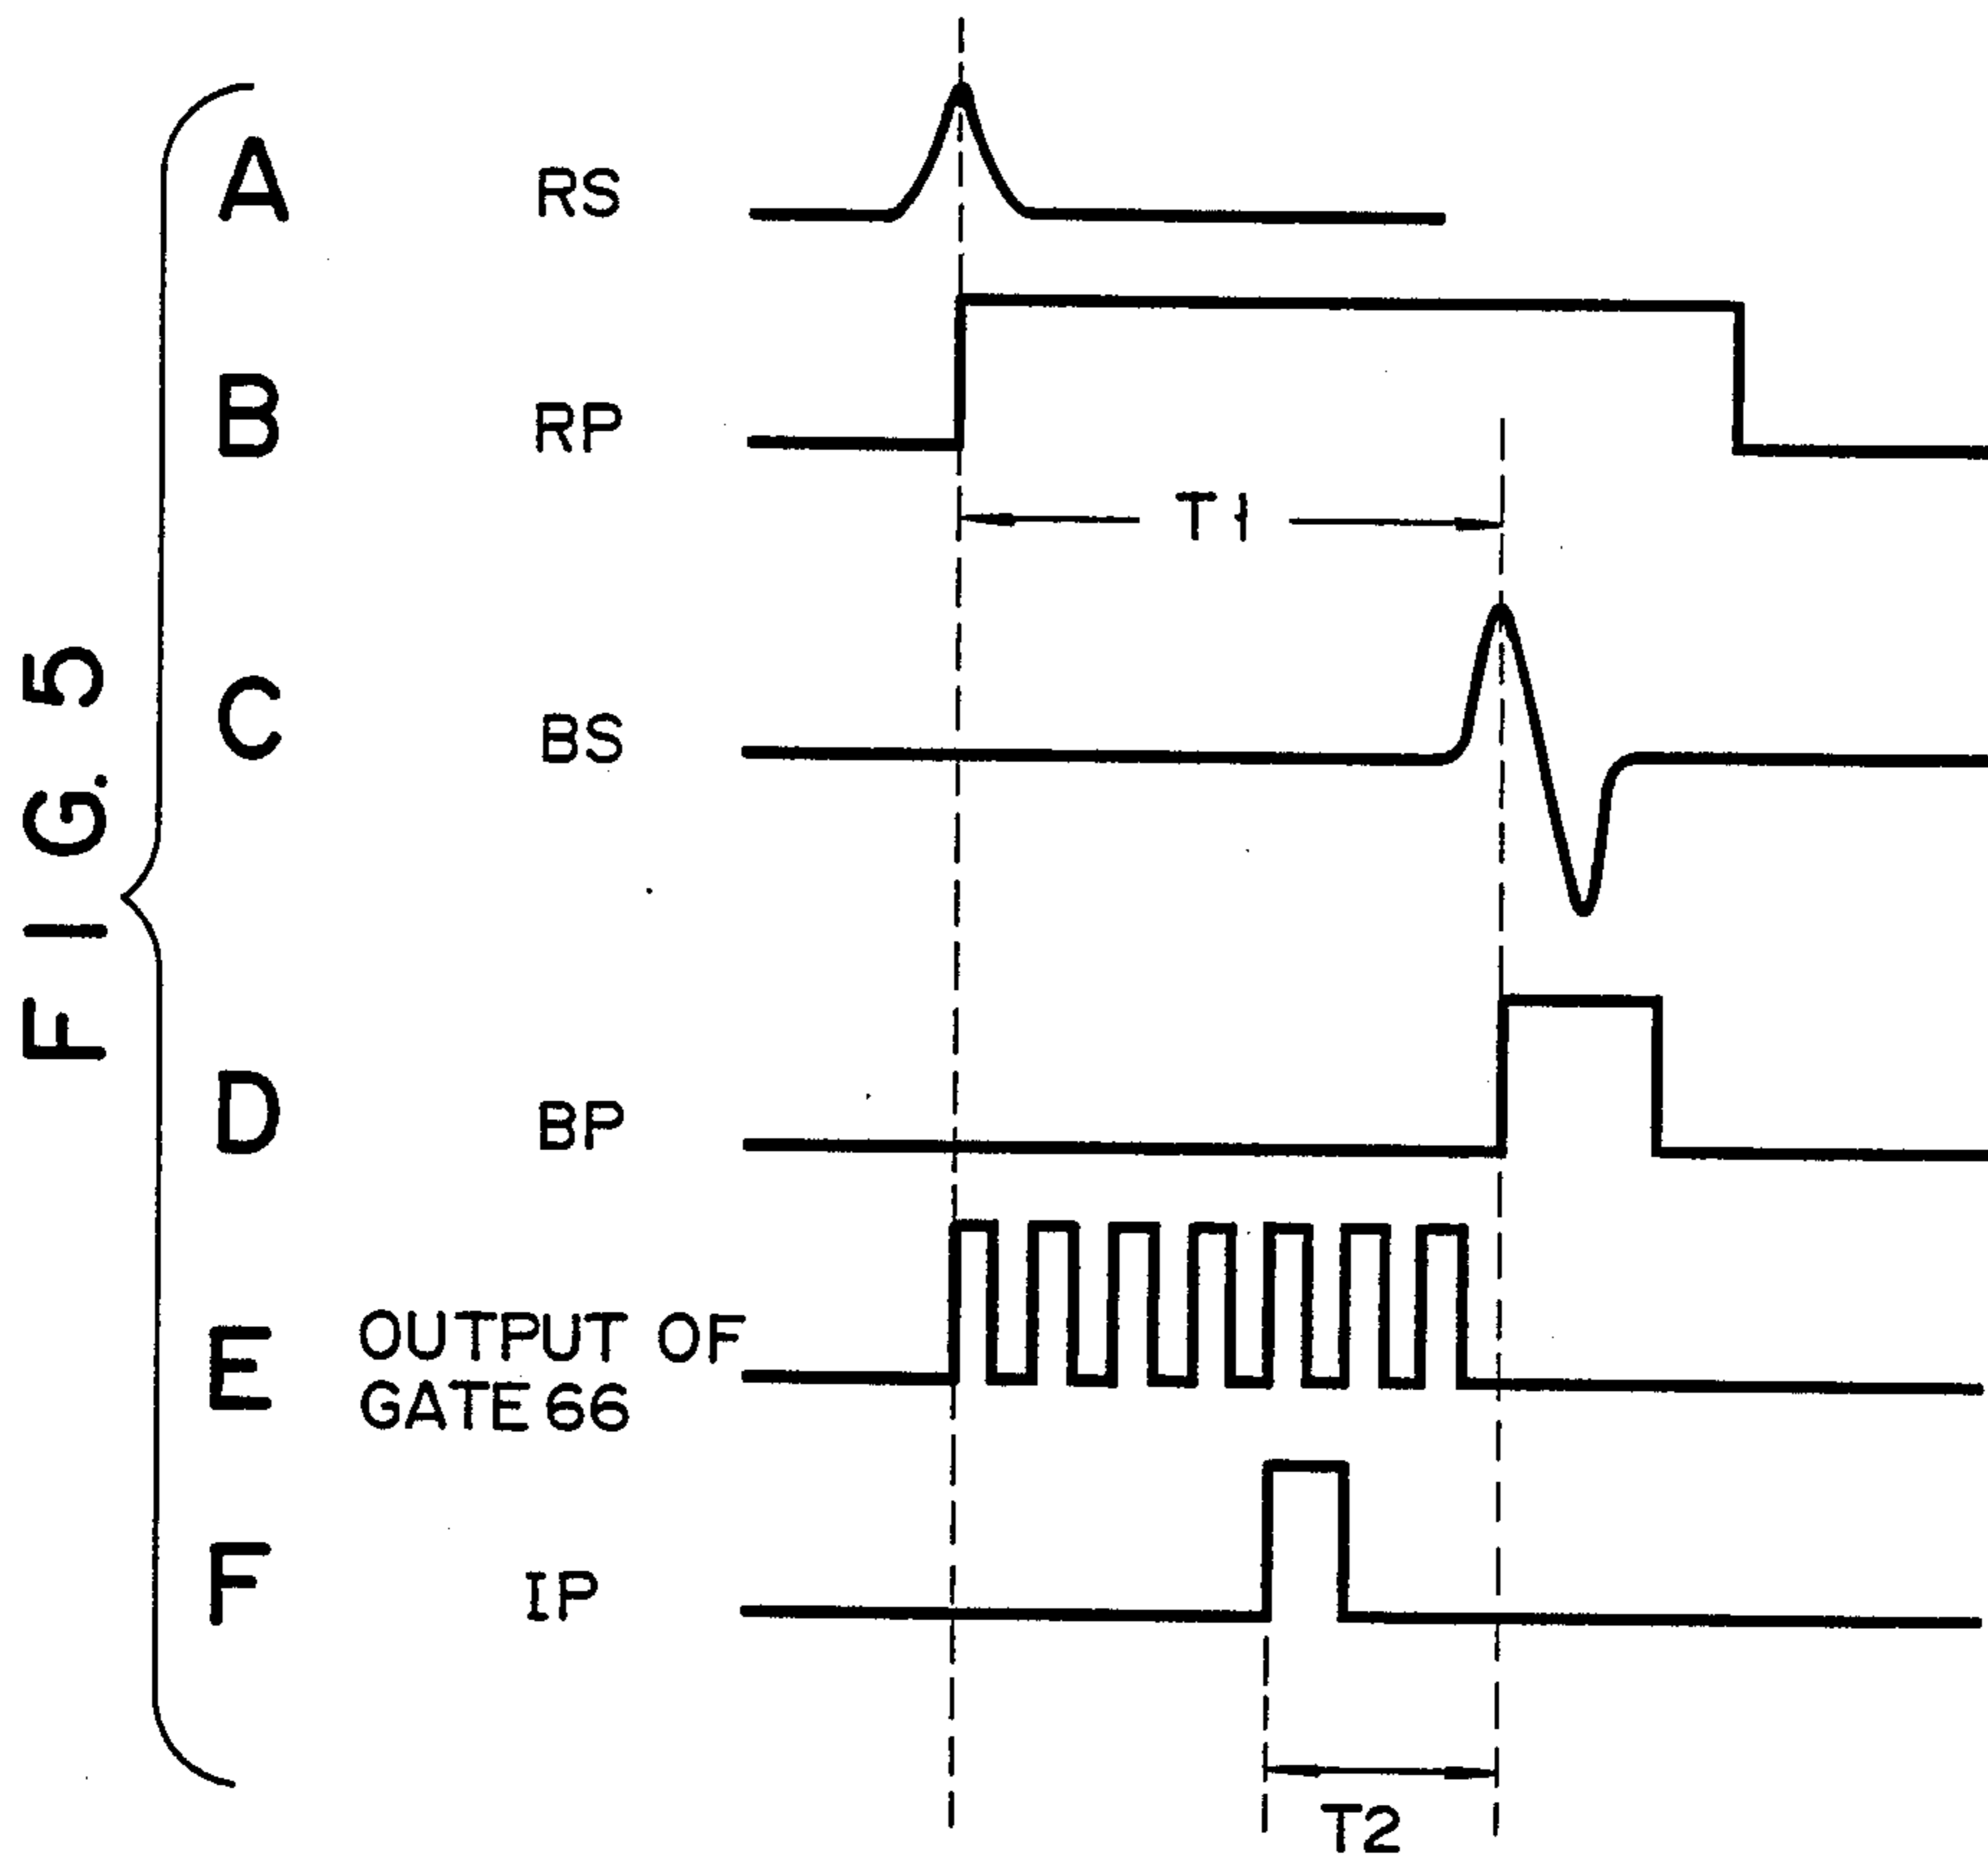 FIG. 5
A RS
B RP
T1
C BS
D BP
E OUTPUT OF
GATE 66
F IP
T2